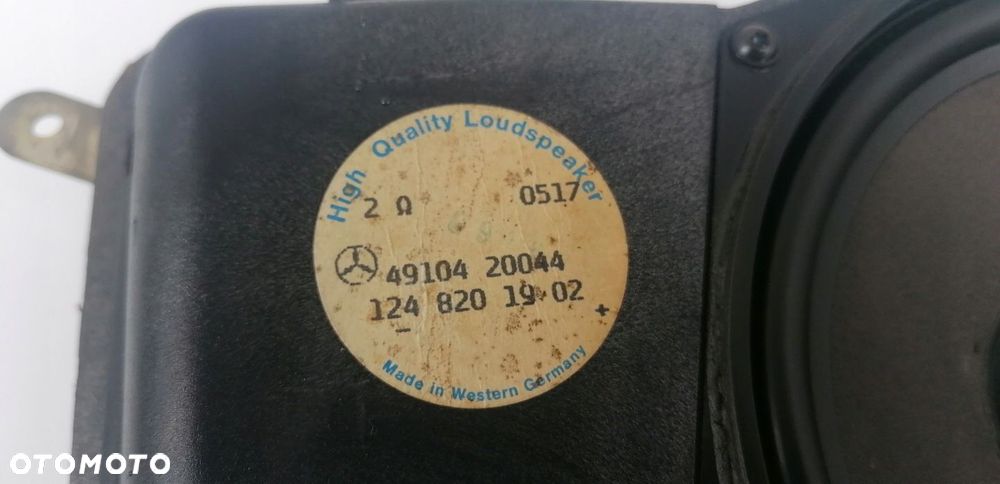 High Quality Loudspeaker
2 Ω 0517
49104 20044
124 820 19 02
- +
Made in Western Germany
OTOMOTO